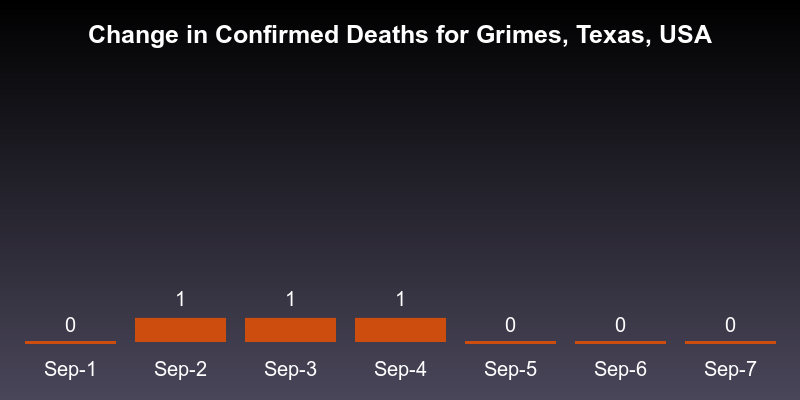 Change in Confirmed Deaths for Grimes, Texas, USA
0 1 1 1 0 0 0
Sep-1 Sep-2 Sep-3 Sep-4 Sep-5 Sep-6 Sep-7